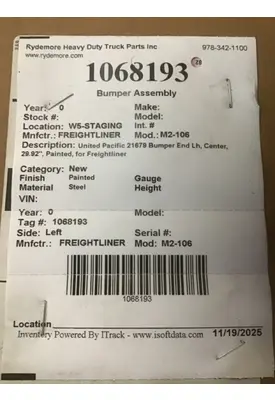 Rydemore Heavy Duty Truck Parts Inc 978-342-1100
www.rydemore.com
1068193 28
Bumper Assembly
Year: 0 Make:
Stock #: Model:
Location: W5-STAGING Int. #
Mnfctr.: FREIGHTLINER Mod.: M2-106
Description: United Pacific 21879 Bumper End Lh, Center,
28.92", Painted, for Freightliner
Category: New
Finish Painted Gauge
Material Steel Height
VIN:
Year: 0 Model:
Tag #: 1068193
Side: Left Serial#:
Mnfctr.: FREIGHTLINER Mod: M2-106
1068193
Location
Inventory Powered By ITrack - www.isoftdata.com 11/19/2025